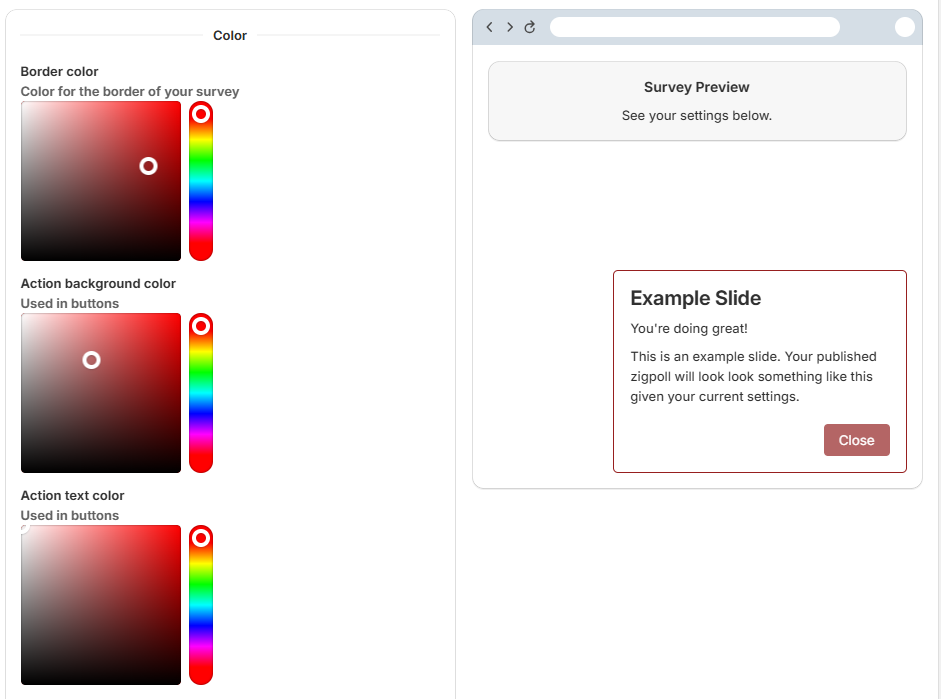 Color
Border color
Color for the border of your survey
Action background color
Used in buttons
Action text color
Used in buttons
Survey Preview
See your settings below.
Example Slide
You're doing great!
This is an example slide. Your published
zigpoll will look look something like this
given your current settings.
Close